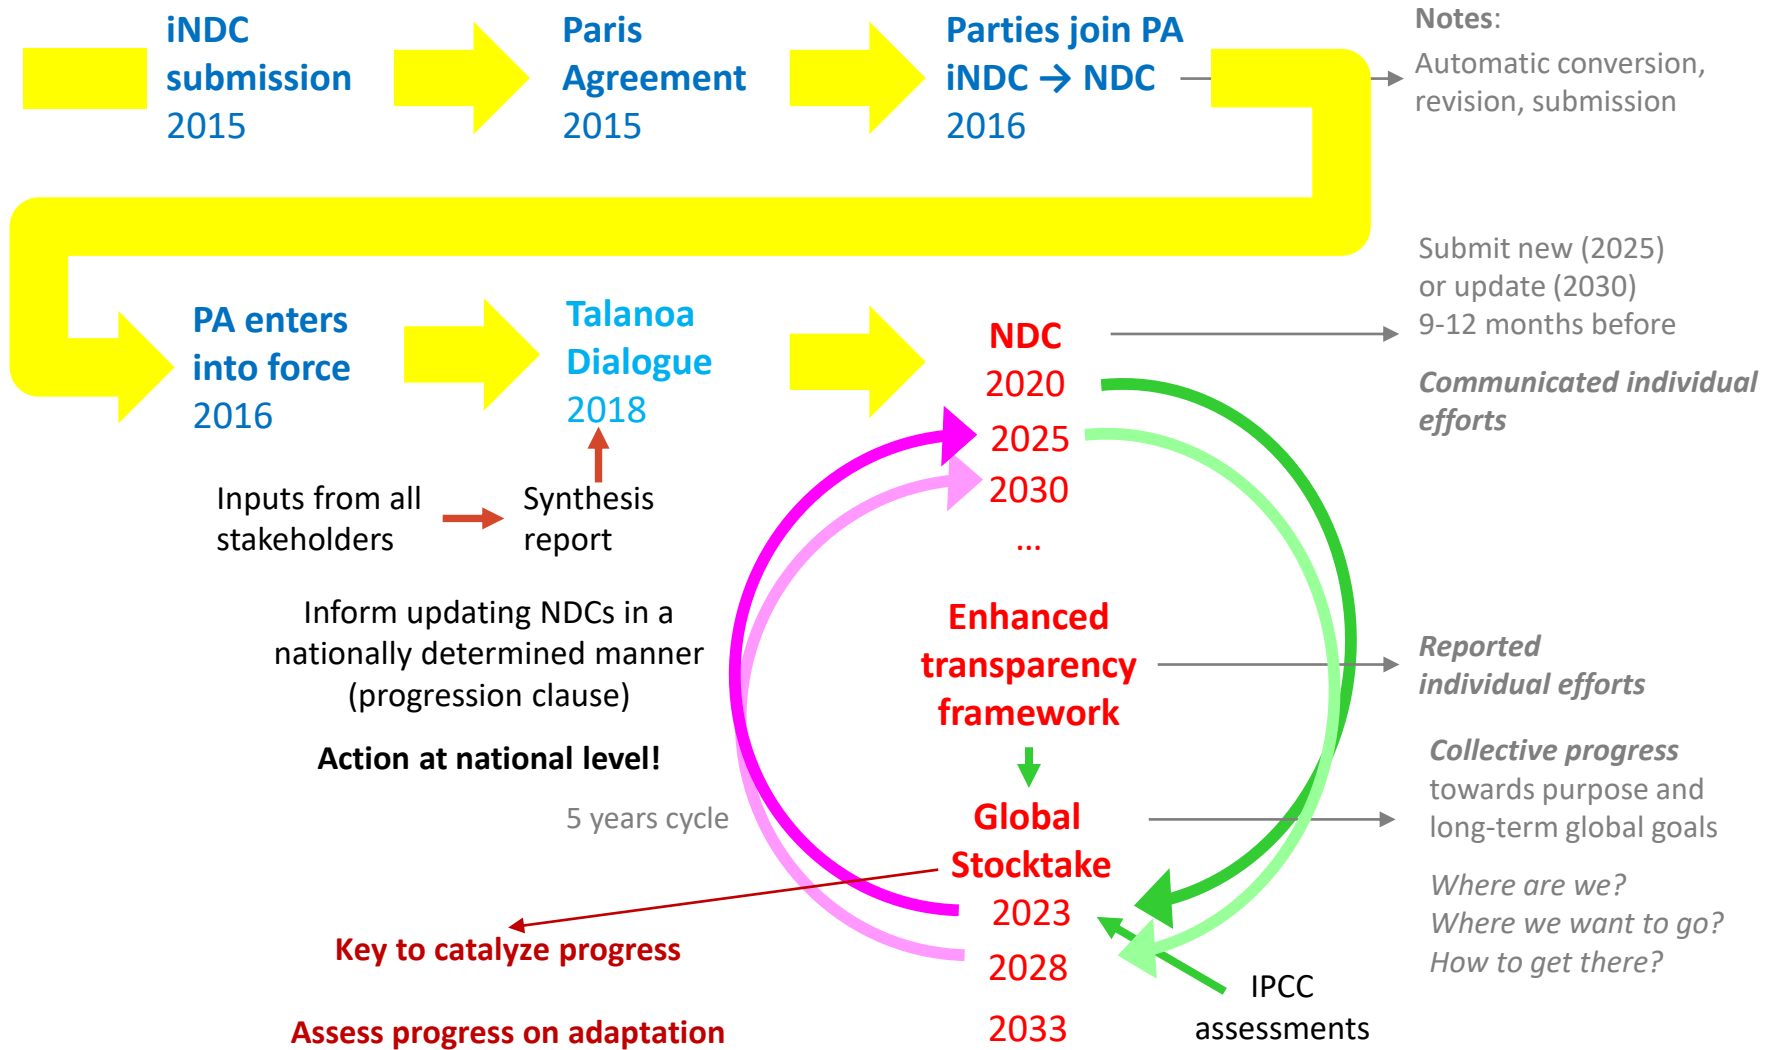 iNDC
submission
2015
Paris
Agreement
2015
Parties join PA
iNDC → NDC
2016
Notes:
Automatic conversion,
revision, submission
PA enters
into force
2016
Talanoa
Dialogue
2018
NDC
2020
2025
2030
...
Submit new (2025)
or update (2030)
9-12 months before
Communicated individual
efforts
Inputs from all
stakeholders
Synthesis
report
Inform updating NDCs in a
nationally determined manner
(progression clause)
Action at national level!
5 years cycle
Enhanced
transparency
framework
Reported
individual efforts
Global
Stocktake
2023
2028
2033
Collective progress
towards purpose and
long-term global goals
Where are we?
Where we want to go?
How to get there?
Key to catalyze progress
Assess progress on adaptation
IPCC
assessments